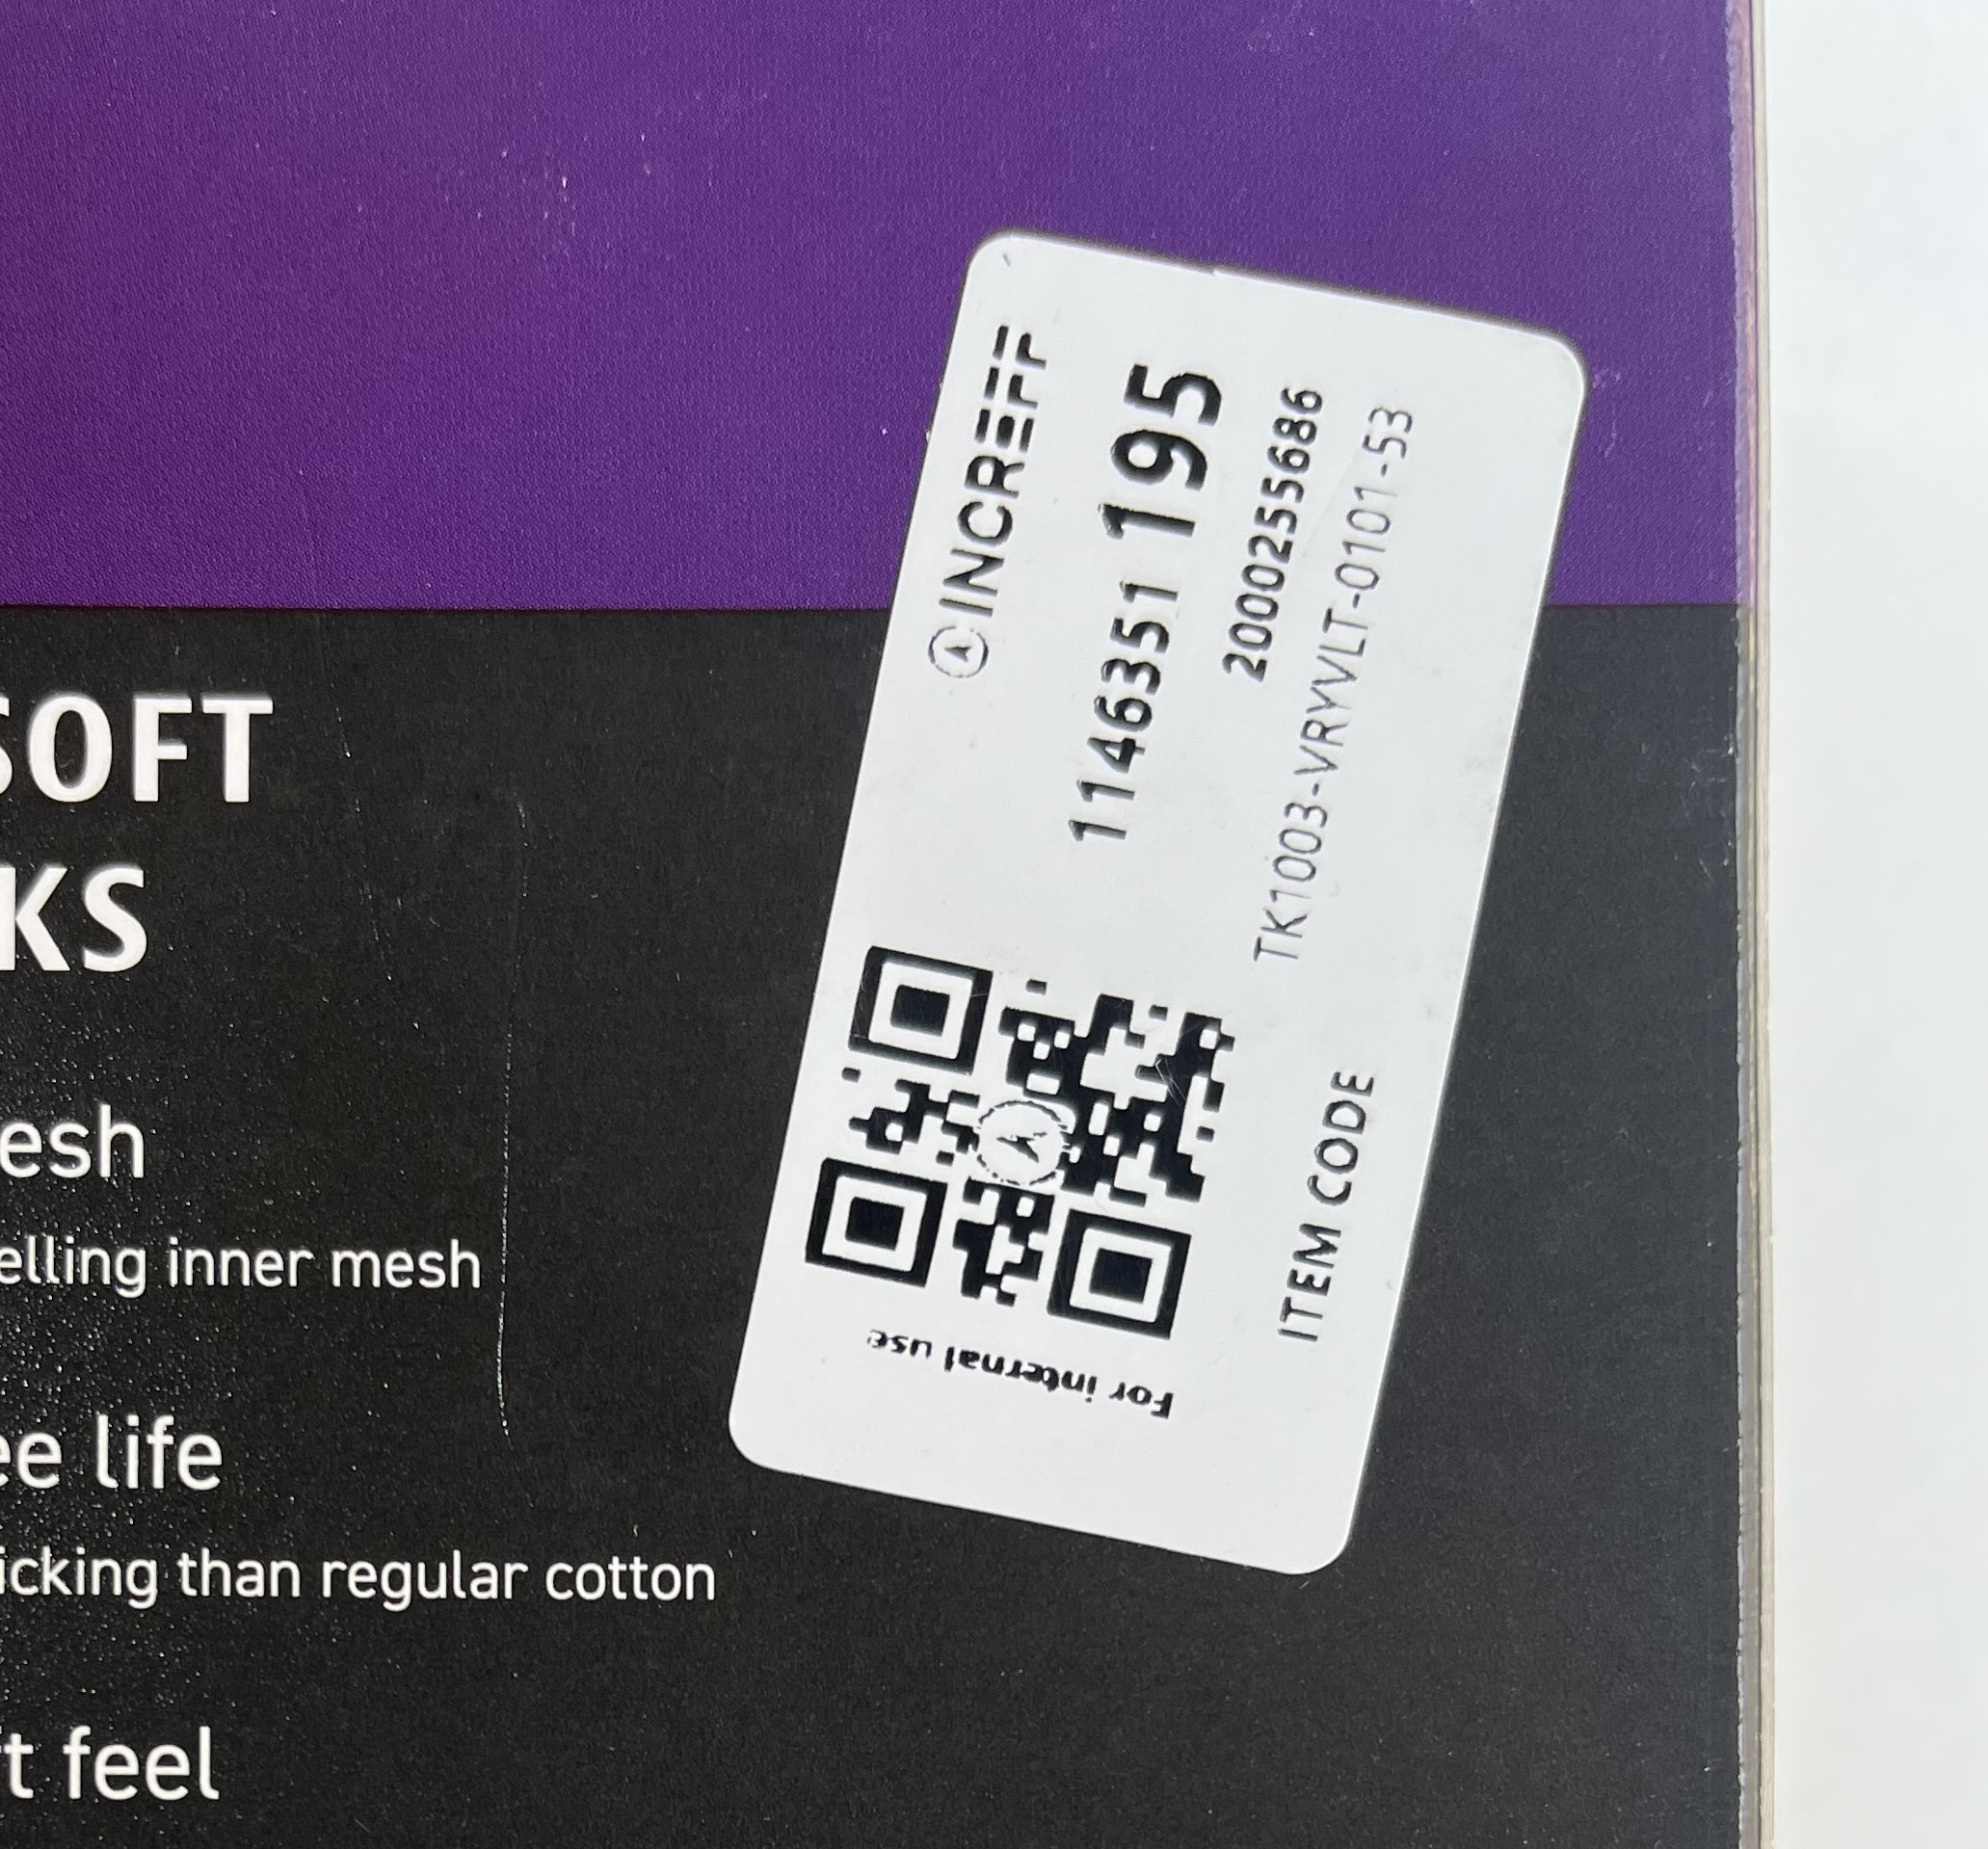 SOFT
KS
esh
elling inner mesh
ee life
icking than regular cotton
t feel
INCREFF
1146351 195
2000255686
TK1003-VRYVLT-0101-53
ITEM CODE
For internal use